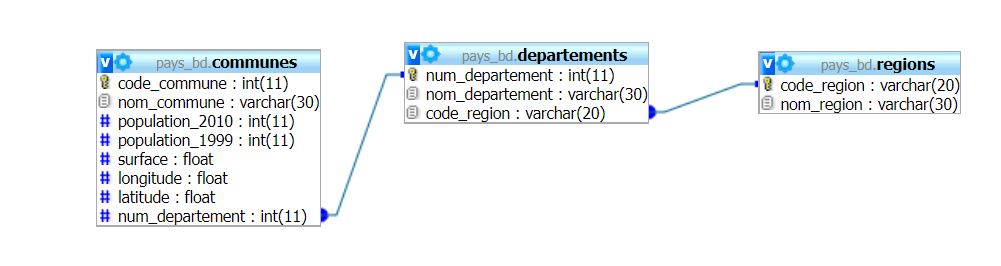 v pays_bd.communes
code_commune : int(11)
nom_commune : varchar(30)
# population_2010 : int(11)
# population_1999 : int(11)
# surface : float
# longitude : float
# latitude : float
# num_departement : int(11)
v pays_bd.departements
num_departement : int(11)
nom_departement : varchar(30)
code_region : varchar(20)
v pays_bd.regions
code_region : varchar(20)
nom_region : varchar(30)